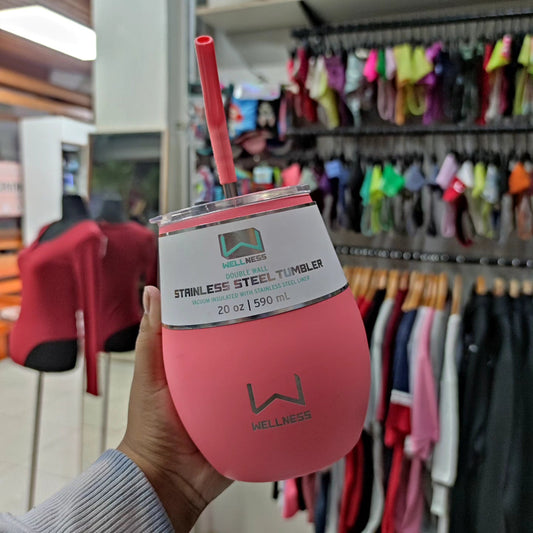 WELLNESS
DOUBLE WALL
STAINLESS STEEL TUMBLER
VACUUM INSULATED WITH STAINLESS STEEL LINER
20 oz | 590 mL
WELLNESS